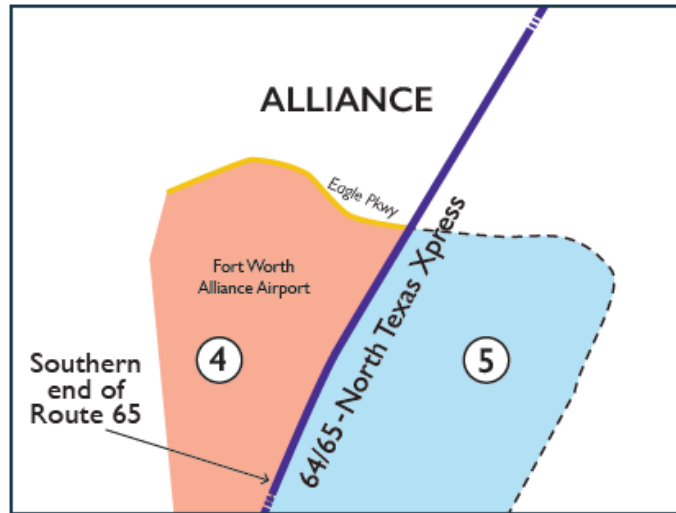 ALLIANCE
Eagle Pkwy
Fort Worth
Alliance Airport
64/65 - North Texas Xpress
4
5
Southern
end of
Route 65